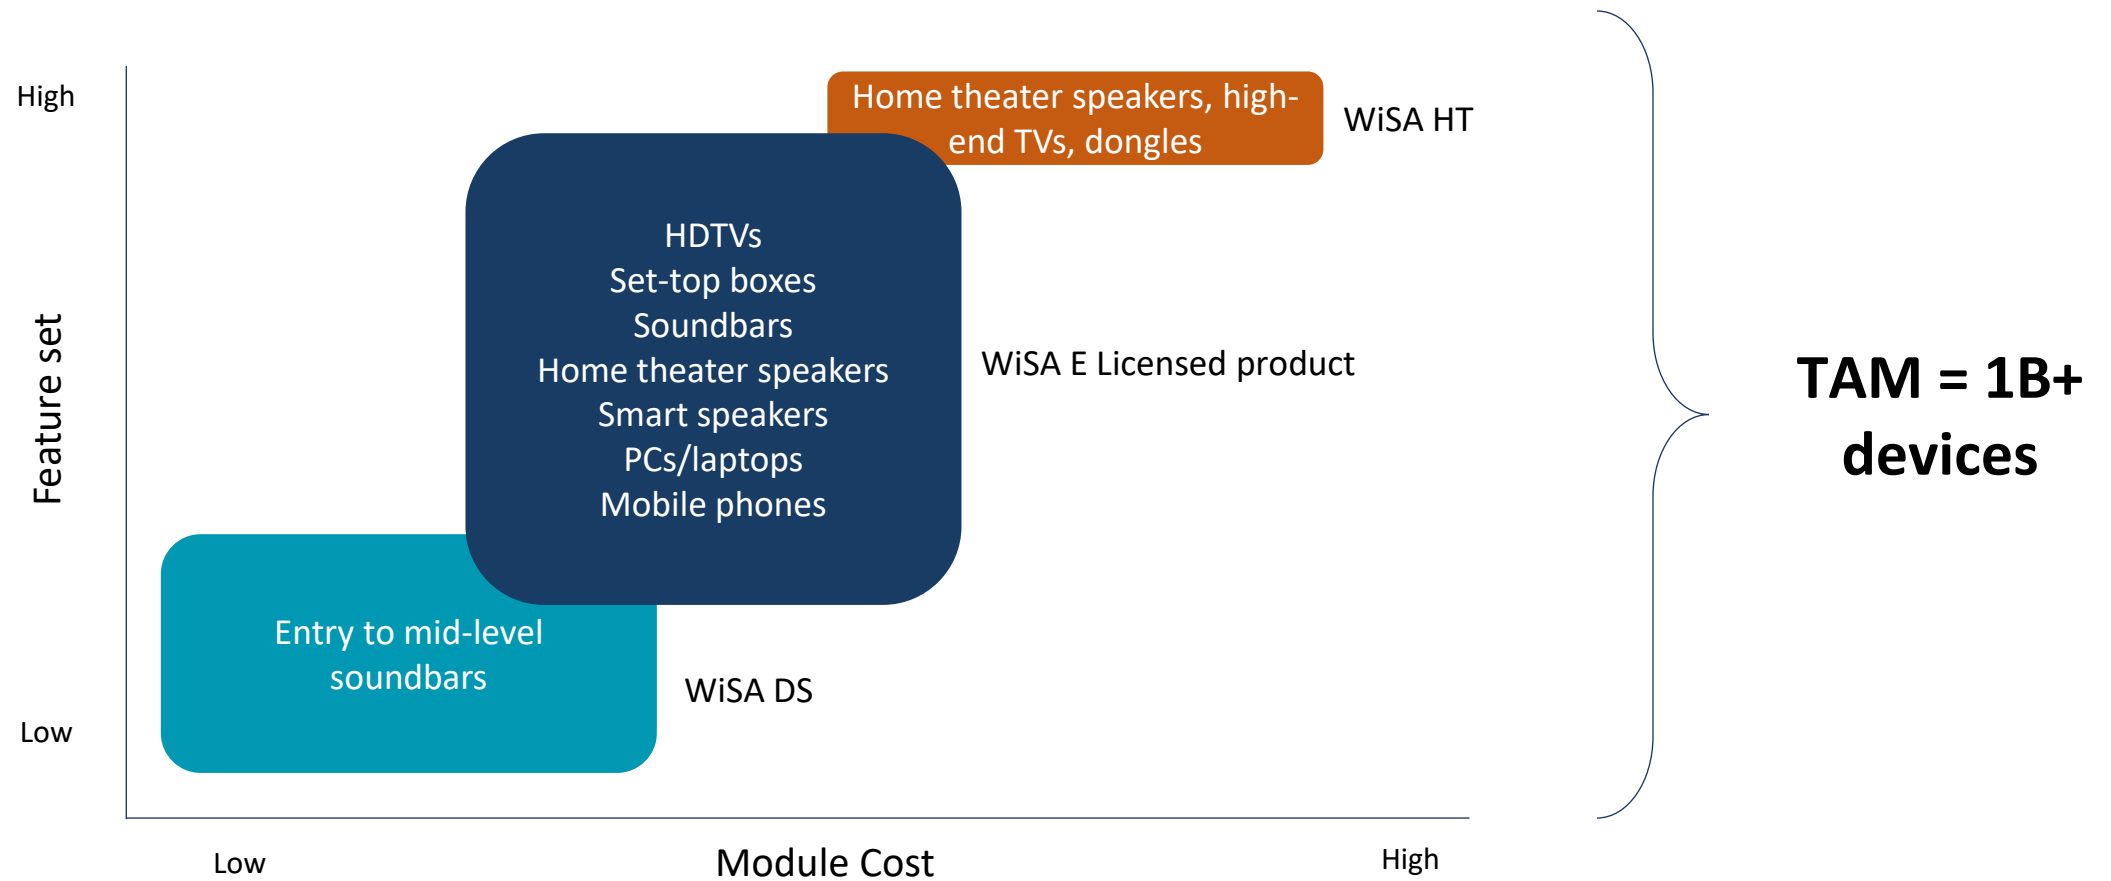 High
Home theater speakers, high-
end TVs, dongles
WiSA HT
HDTVs
Set-top boxes
Soundbars
Home theater speakers
Smart speakers
PCs/laptops
Mobile phones
WiSA E Licensed product
Feature set
TAM = 1B+
devices
Entry to mid-level
soundbars
WiSA DS
Low
Low
Module Cost
High